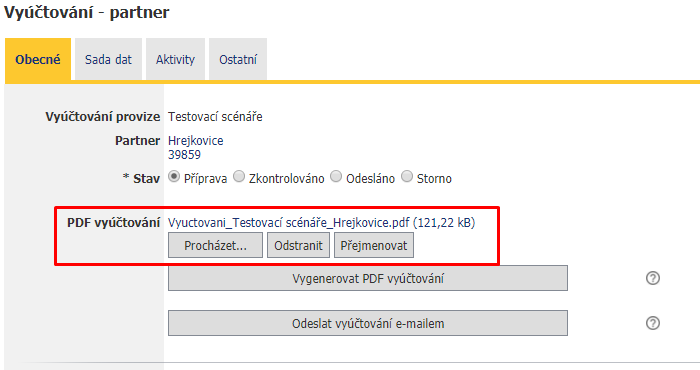 Vyúčtování - partner
Obecné Sada dat Aktivity Ostatní
Vyúčtování provize Testovací scénáře
Partner Hrejkovice
39859
* Stav Příprava Zkontrolováno Odesláno Storno
PDF vyúčtování Vyuctovani_Testovací scénáře_Hrejkovice.pdf (121,22 kB)
Procházet... Odstranit Přejmenovat
Vygenerovat PDF vyúčtování ?
Odeslat vyúčtování e-mailem ?